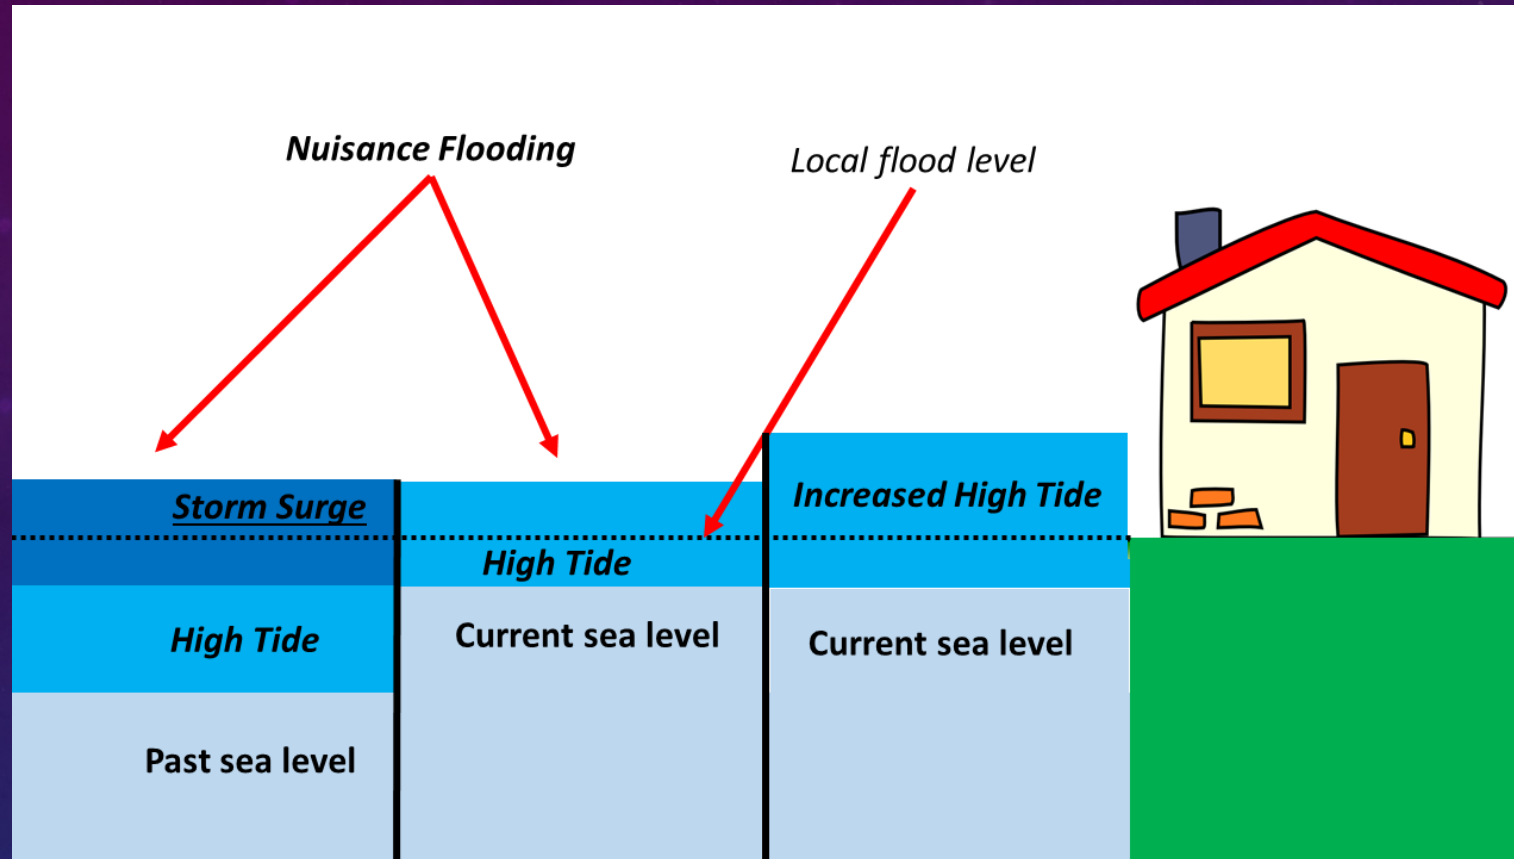 Nuisance Flooding
Local flood level
Storm Surge
Increased High Tide
High Tide
High Tide
Current sea level
Current sea level
Past sea level